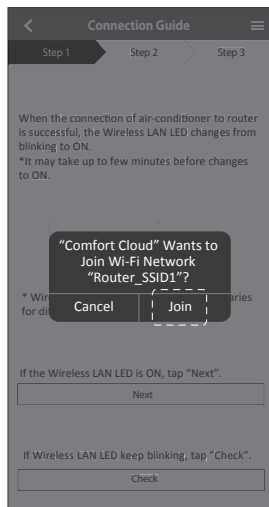 Connection Guide
Step 1
Step 2
Step 3
When the connection of air-conditioner to router
is successful, the Wireless LAN LED changes from
blinking to ON.
*It may take up to few minutes before changes
to ON.
“Comfort Cloud” Wants to
Join Wi-Fi Network
“Router_SSID1”?
Cancel
Join
* Wir
for di
If the Wireless LAN LED is ON, tap “Next”.
Next
If Wireless LAN LED keep blinking, tap “Check”.
Check